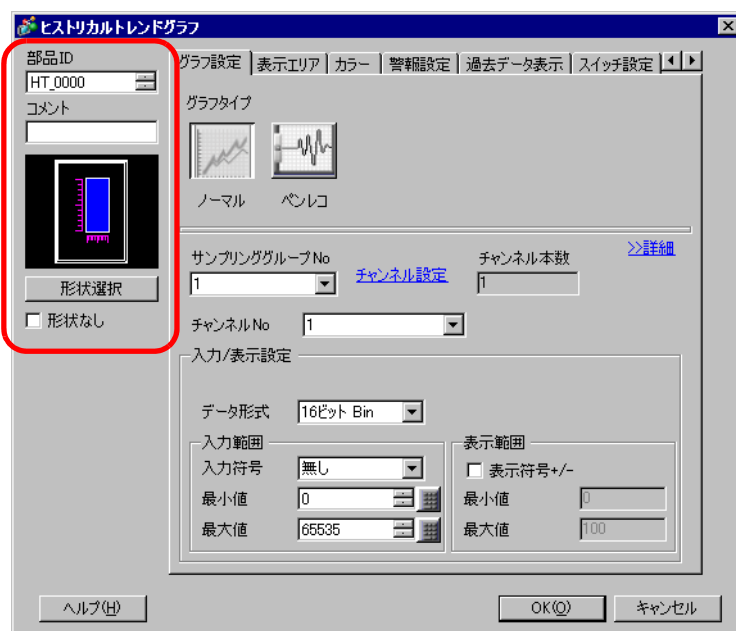 ヒストリカルトレンドグラフ
部品ID
HT_0000
コメント
形状選択
形状なし
グラフ設定 表示エリア カラー 警報設定 過去データ表示 スイッチ設定
グラフタイプ
ノーマル ペンレコ
サンプリンググループNo チャンネル設定 チャンネル本数 >>詳細
1 1
チャンネルNo 1
入力/表示設定
データ形式 16ビット Bin
入力範囲 表示範囲
入力符号 無し 表示符号+/-
最小値 0 最小値 0
最大値 65535 最大値 100
ヘルプ(H) OK(O) キャンセル